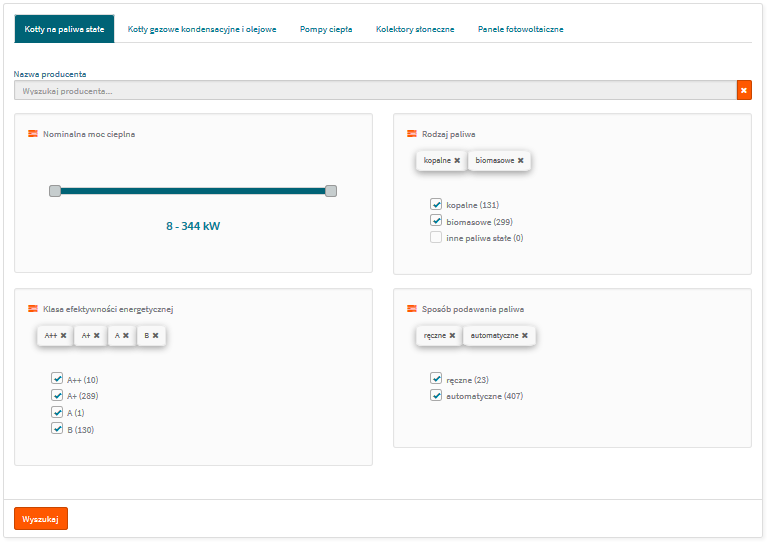 Kotły na paliwa stałe Kotły gazowe kondensacyjne i olejowe Pompy ciepła Kolektory słoneczne Panele fotowoltaiczne
Nazwa producenta
Wyszukaj producenta...
Nominalna moc cieplna
8 - 344 kW
Rodzaj paliwa
kopalne biomasowe
kopalne (131)
biomasowe (299)
inne paliwa stałe (0)
Klasa efektywności energetycznej
A++ A+ A B
A++ (10)
A+ (289)
A (1)
B (130)
Sposób podawania paliwa
ręczne automatyczne
ręczne (23)
automatyczne (407)
Wyszukaj